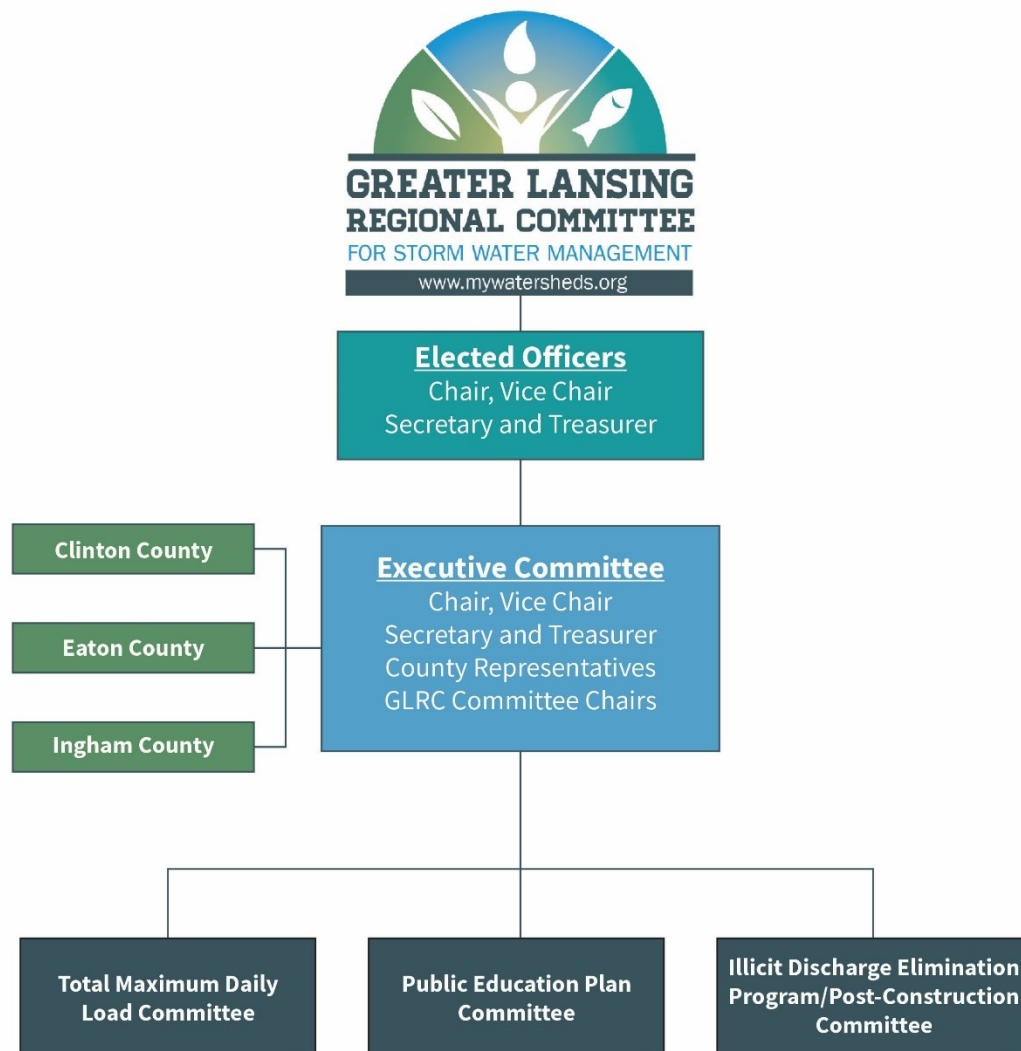 GREATER LANSING
REGIONAL COMMITTEE
FOR STORM WATER MANAGEMENT
www.mywatersheds.org
Elected Officers
Chair, Vice Chair
Secretary and Treasurer
Clinton County
Eaton County
Ingham County
Executive Committee
Chair, Vice Chair
Secretary and Treasurer
County Representatives
GLRC Committee Chairs
Total Maximum Daily
Load Committee
Public Education Plan
Committee
Illicit Discharge Elimination
Program/Post-Construction
Committee